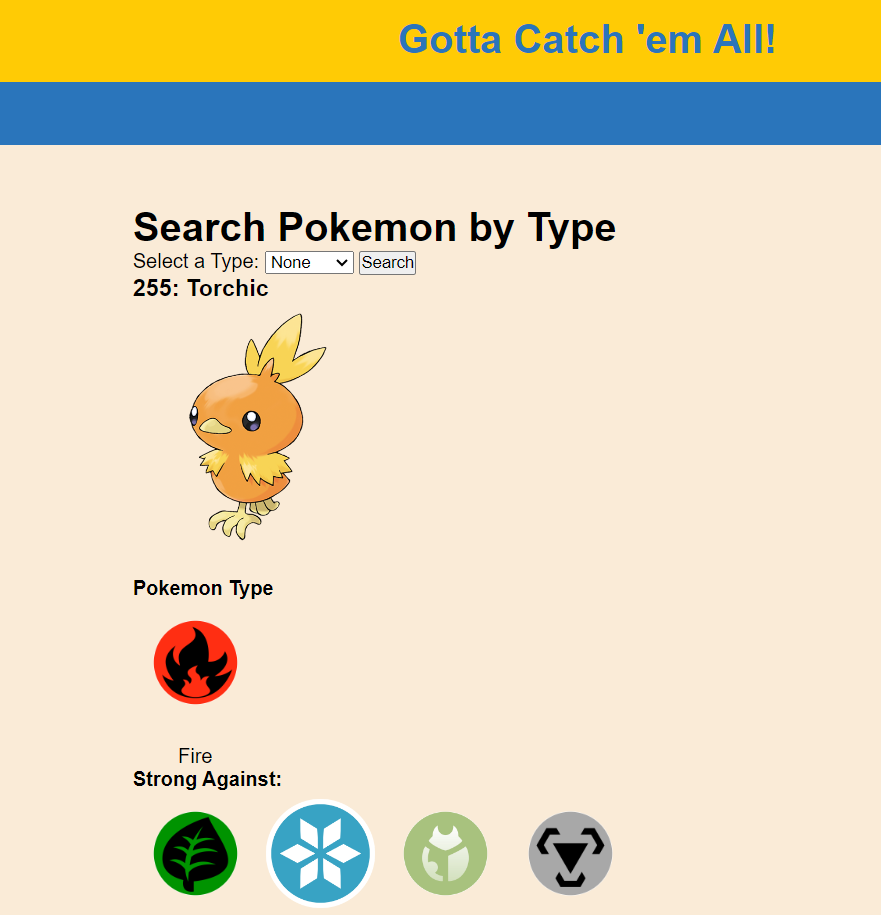 Gotta Catch 'em All!
Search Pokemon by Type
Select a Type: None Search
255: Torchic
Pokemon Type
Fire
Strong Against: